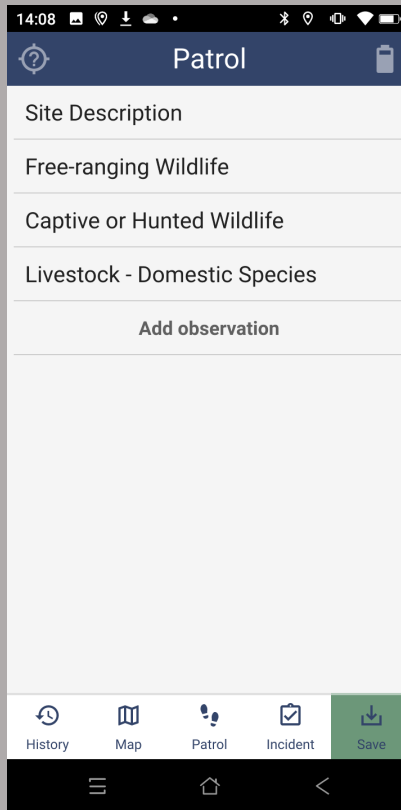 14:08
Patrol
Site Description
Free-ranging Wildlife
Captive or Hunted Wildlife
Livestock - Domestic Species
Add observation
History Map Patrol Incident Save